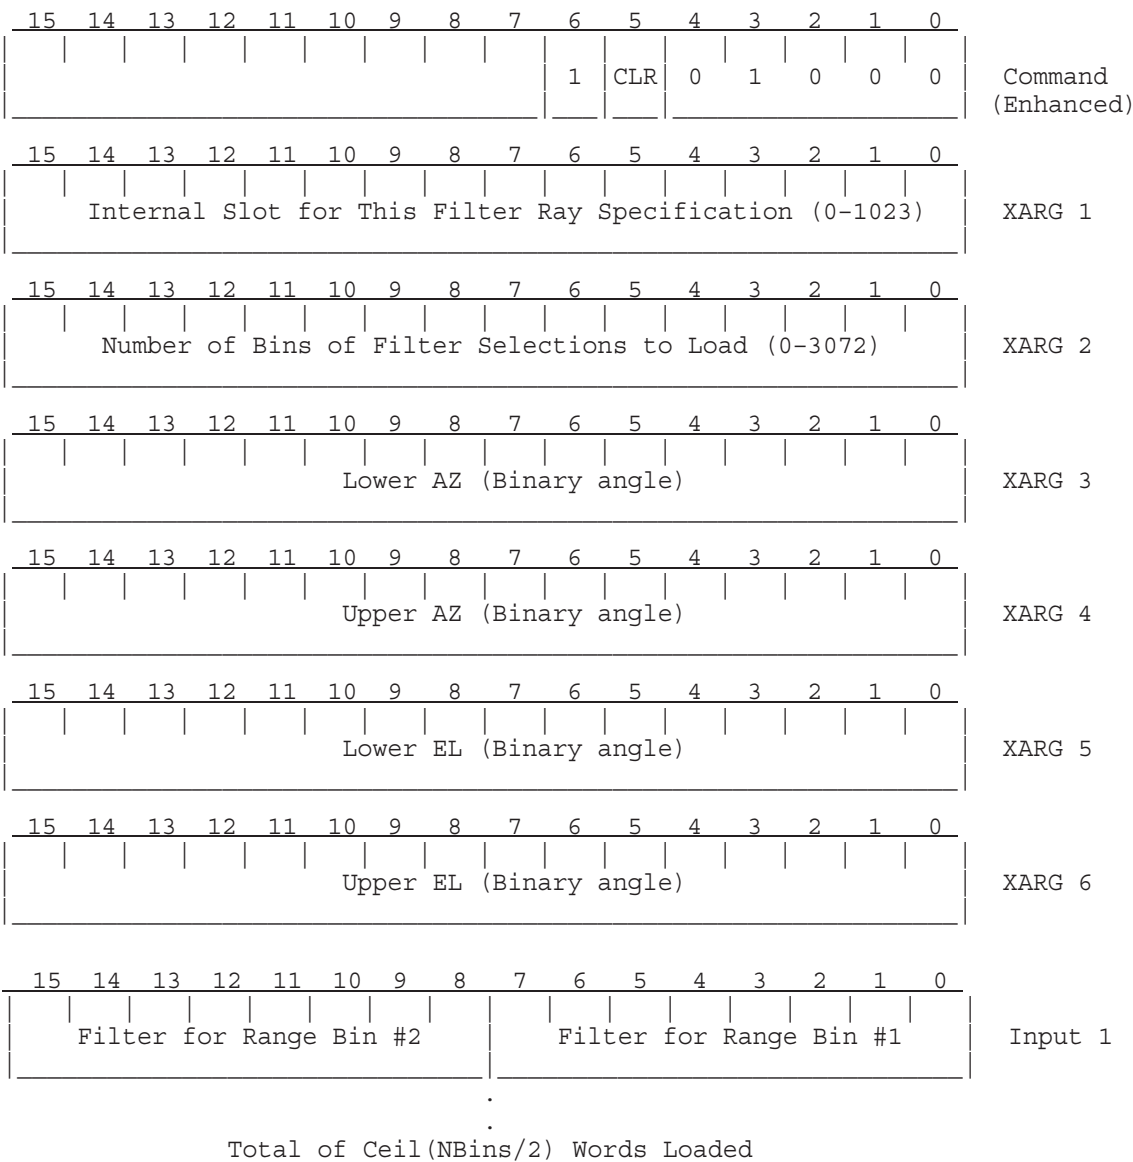 15 14 13 12 11 10 9 8 7 6 5 4 3 2 1 0
1 CLR 0 1 0 0 0 Command
(Enhanced)
15 14 13 12 11 10 9 8 7 6 5 4 3 2 1 0
Internal Slot for This Filter Ray Specification (0-1023) XARG 1
15 14 13 12 11 10 9 8 7 6 5 4 3 2 1 0
Number of Bins of Filter Selections to Load (0-3072) XARG 2
15 14 13 12 11 10 9 8 7 6 5 4 3 2 1 0
Lower AZ (Binary angle) XARG 3
15 14 13 12 11 10 9 8 7 6 5 4 3 2 1 0
Upper AZ (Binary angle) XARG 4
15 14 13 12 11 10 9 8 7 6 5 4 3 2 1 0
Lower EL (Binary angle) XARG 5
15 14 13 12 11 10 9 8 7 6 5 4 3 2 1 0
Upper EL (Binary angle) XARG 6
15 14 13 12 11 10 9 8 7 6 5 4 3 2 1 0
Filter for Range Bin #2 Filter for Range Bin #1 Input 1
.
.
Total of Ceil(NBins/2) Words Loaded